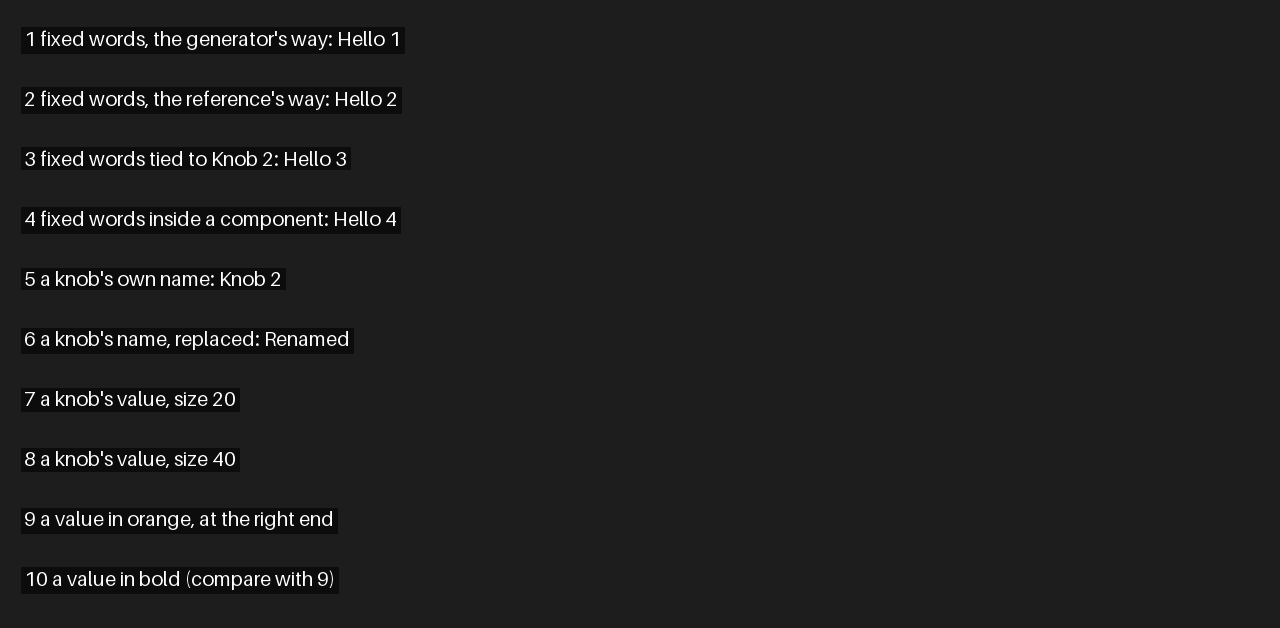 1 fixed words, the generator's way: Hello 1
2 fixed words, the reference's way: Hello 2
3 fixed words tied to Knob 2: Hello 3
4 fixed words inside a component: Hello 4
5 a knob's own name: Knob 2
6 a knob's name, replaced: Renamed
7 a knob's value, size 20
8 a knob's value, size 40
9 a value in orange, at the right end
10 a value in bold (compare with 9)